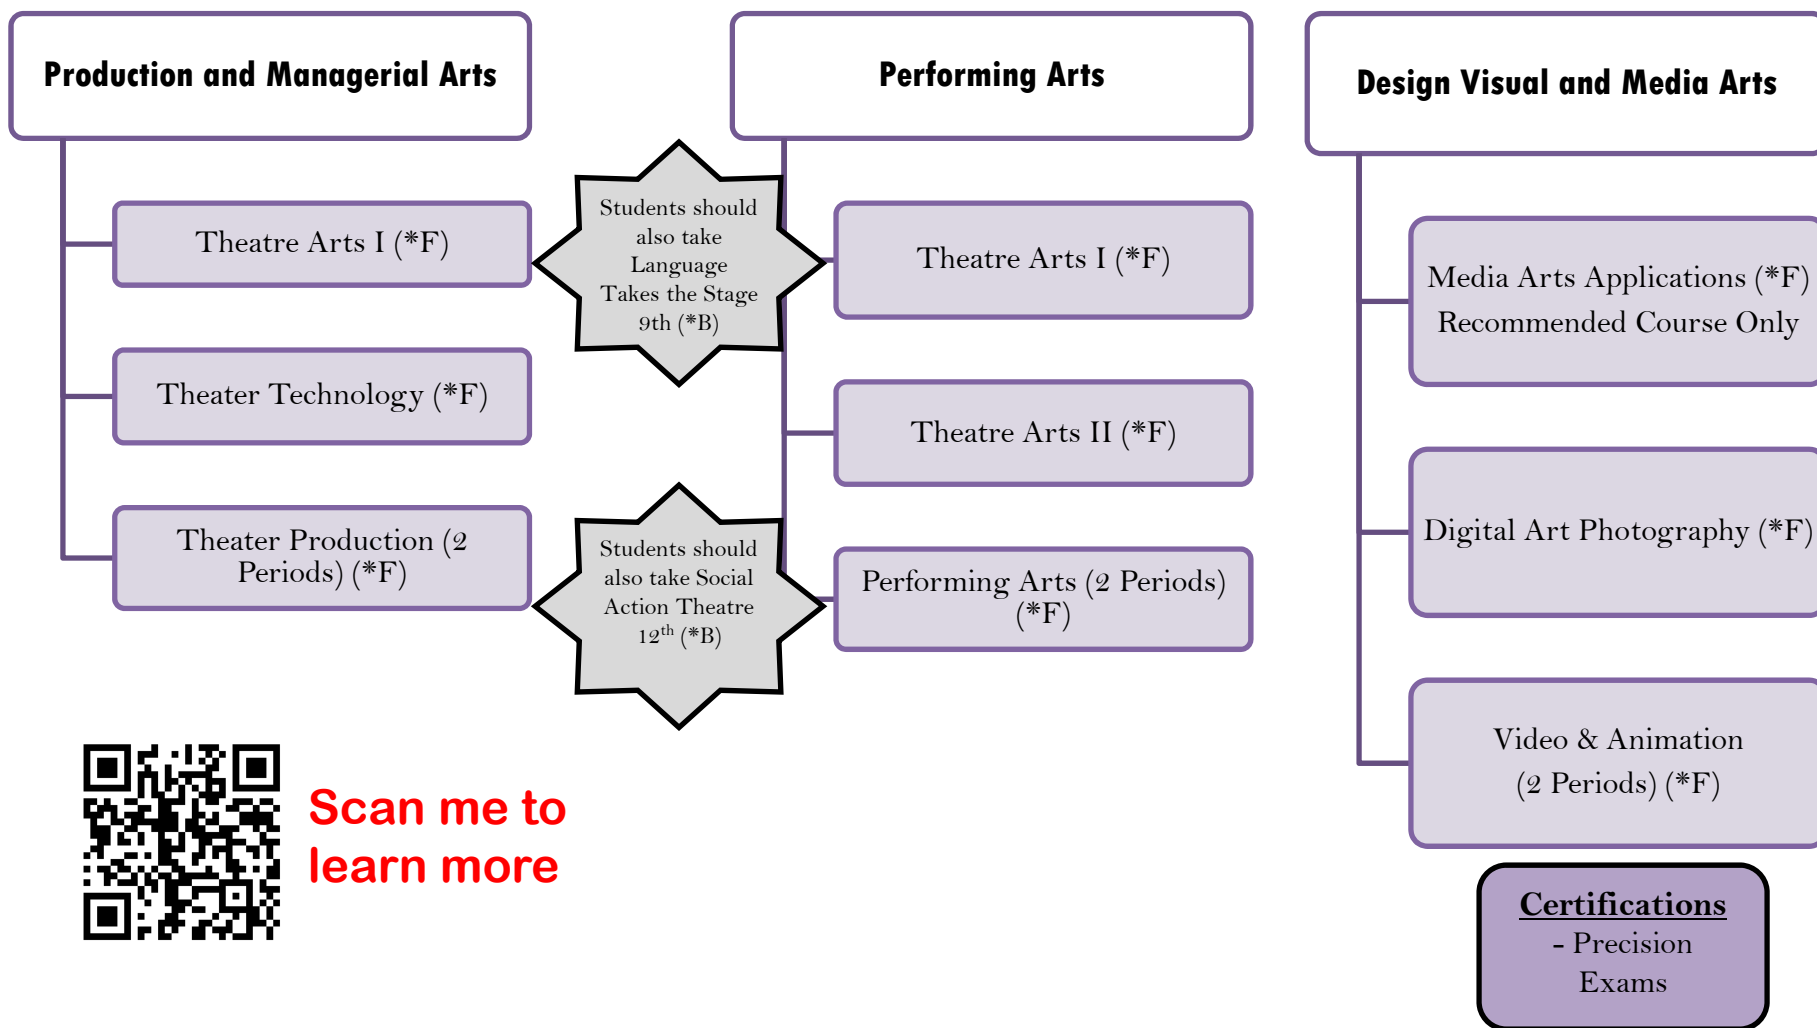 Production and Managerial Arts
Theatre Arts I (*F)
Theater Technology (*F)
Theater Production (2
Periods) (*F)
Students should
also take
Language
Takes the Stage
9th (*B)
Students should
also take Social
Action Theatre
12th (*B)
Performing Arts
Theatre Arts I (*F)
Theatre Arts II (*F)
Performing Arts (2 Periods)
(*F)
Design Visual and Media Arts
Media Arts Applications (*F)
Recommended Course Only
Digital Art Photography (*F)
Video & Animation
(2 Periods) (*F)
Scan me to
learn more
Certifications
- Precision
Exams